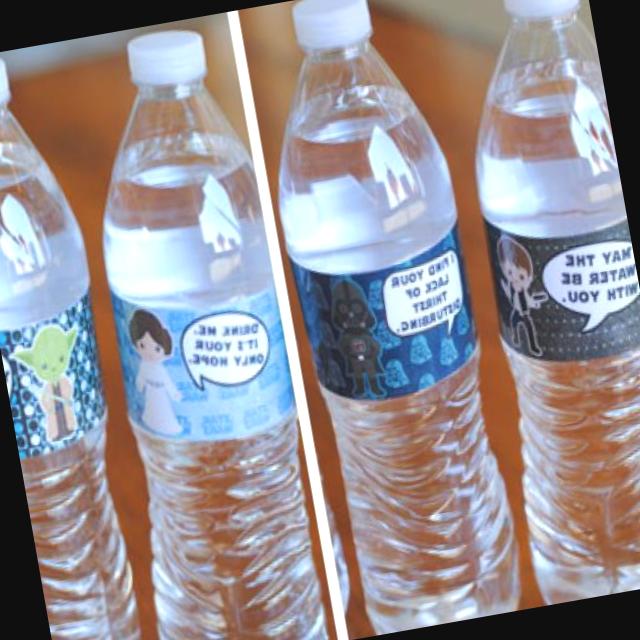 DRINK ME.
IT'S YOUR
ONLY HOPE.
I FIND YOUR
LACK OF
THIRST
DISTURBING.
MAY THE
WATER BE
WITH YOU.